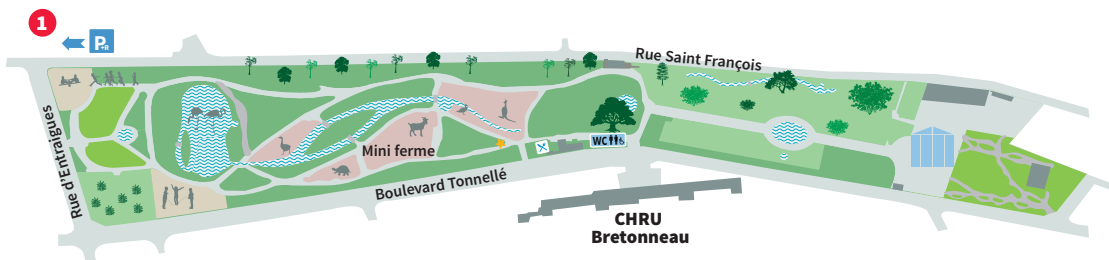 1
P+R
Rue Saint François
Rue d'Entraigues
WC
Mini ferme
Boulevard Tonnellé
CHRU
Bretonneau